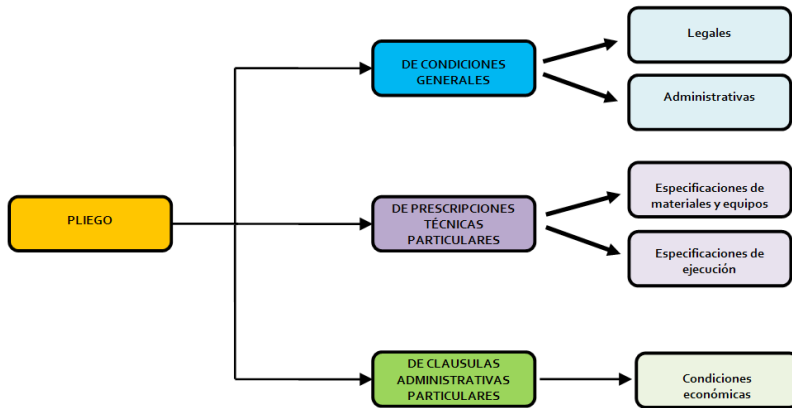 PLIEGO
DE CONDICIONES
GENERALES
Legales
Administrativas
DE PRESCRIPCIONES
TÉCNICAS
PARTICULARES
Especificaciones de
materiales y equipos
Especificaciones de
ejecución
DE CLAUSULAS
ADMINISTRATIVAS
PARTICULARES
Condiciones
económicas